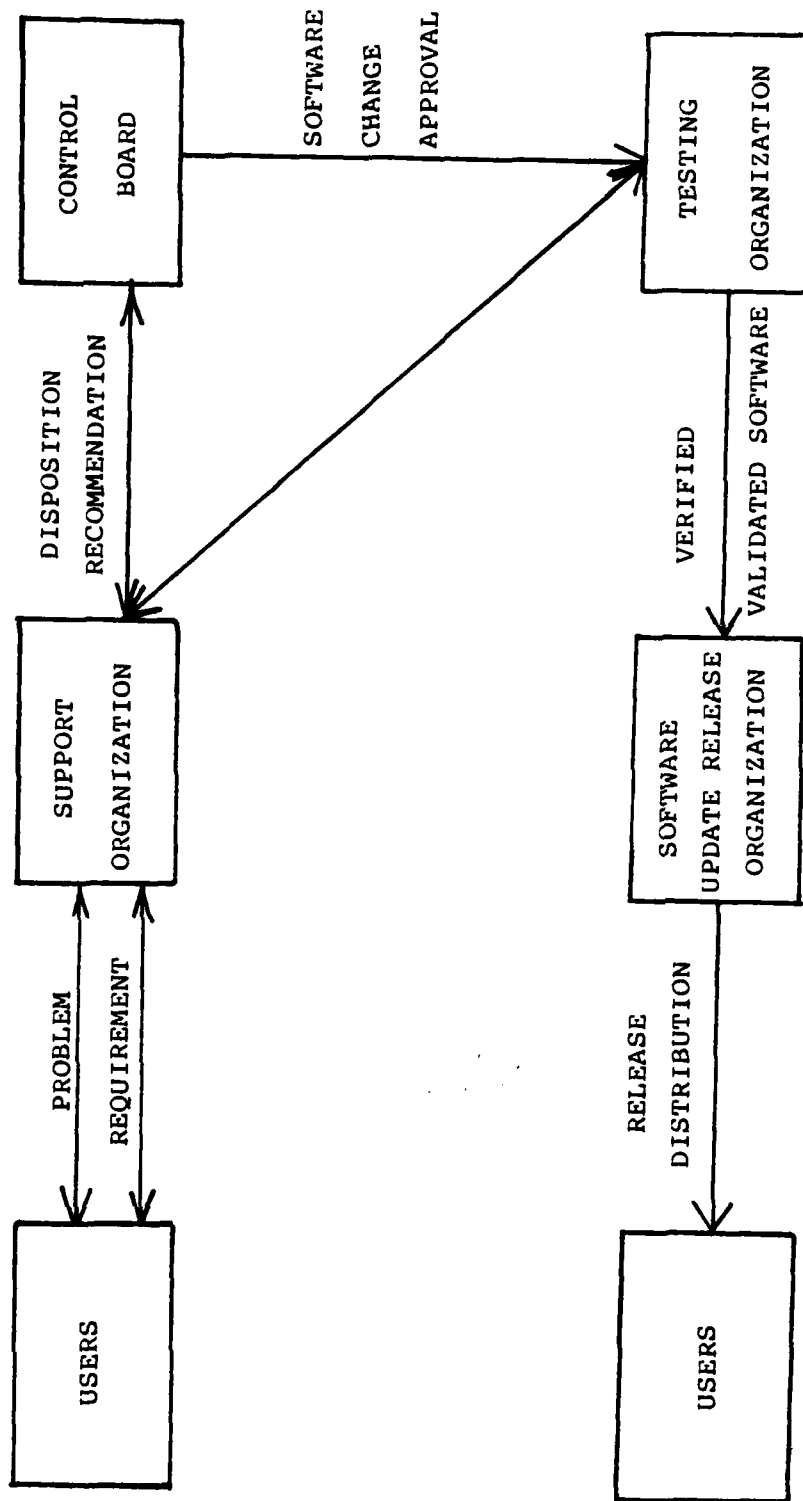 USERS
PROBLEM
REQUIREMENT
SUPPORT
ORGANIZATION
DISPOSITION
RECOMMENDATION
CONTROL
BOARD
SOFTWARE
CHANGE
APPROVAL
USERS
RELEASE
DISTRIBUTION
SOFTWARE
UPDATE RELEASE
ORGANIZATION
VERIFIED
VALIDATED SOFTWARE
TESTING
ORGANIZATION